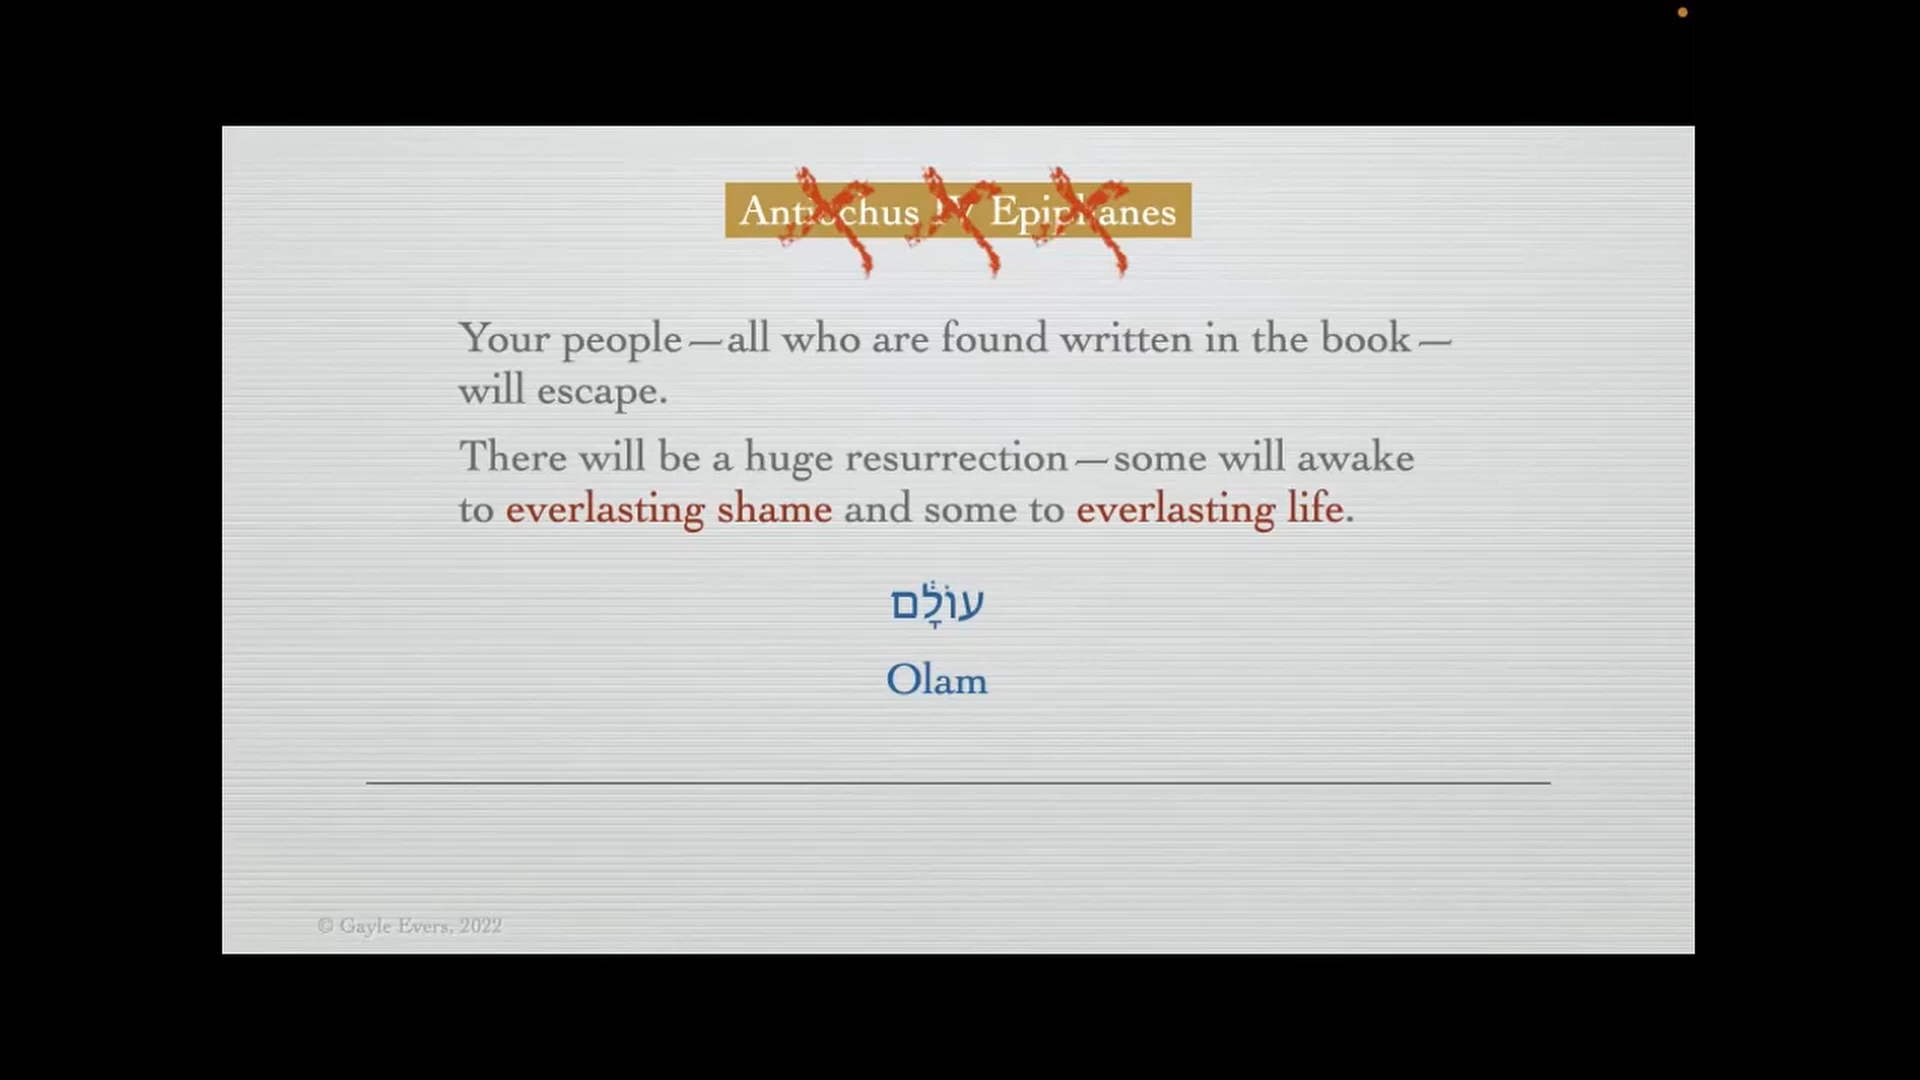 Antiochus IV Epiphanes
Your people—all who are found written in the book—
will escape.
There will be a huge resurrection—some will awake
to everlasting shame and some to everlasting life.
עוֹלָ֔ם
Olam
© Gayle Evers, 2022